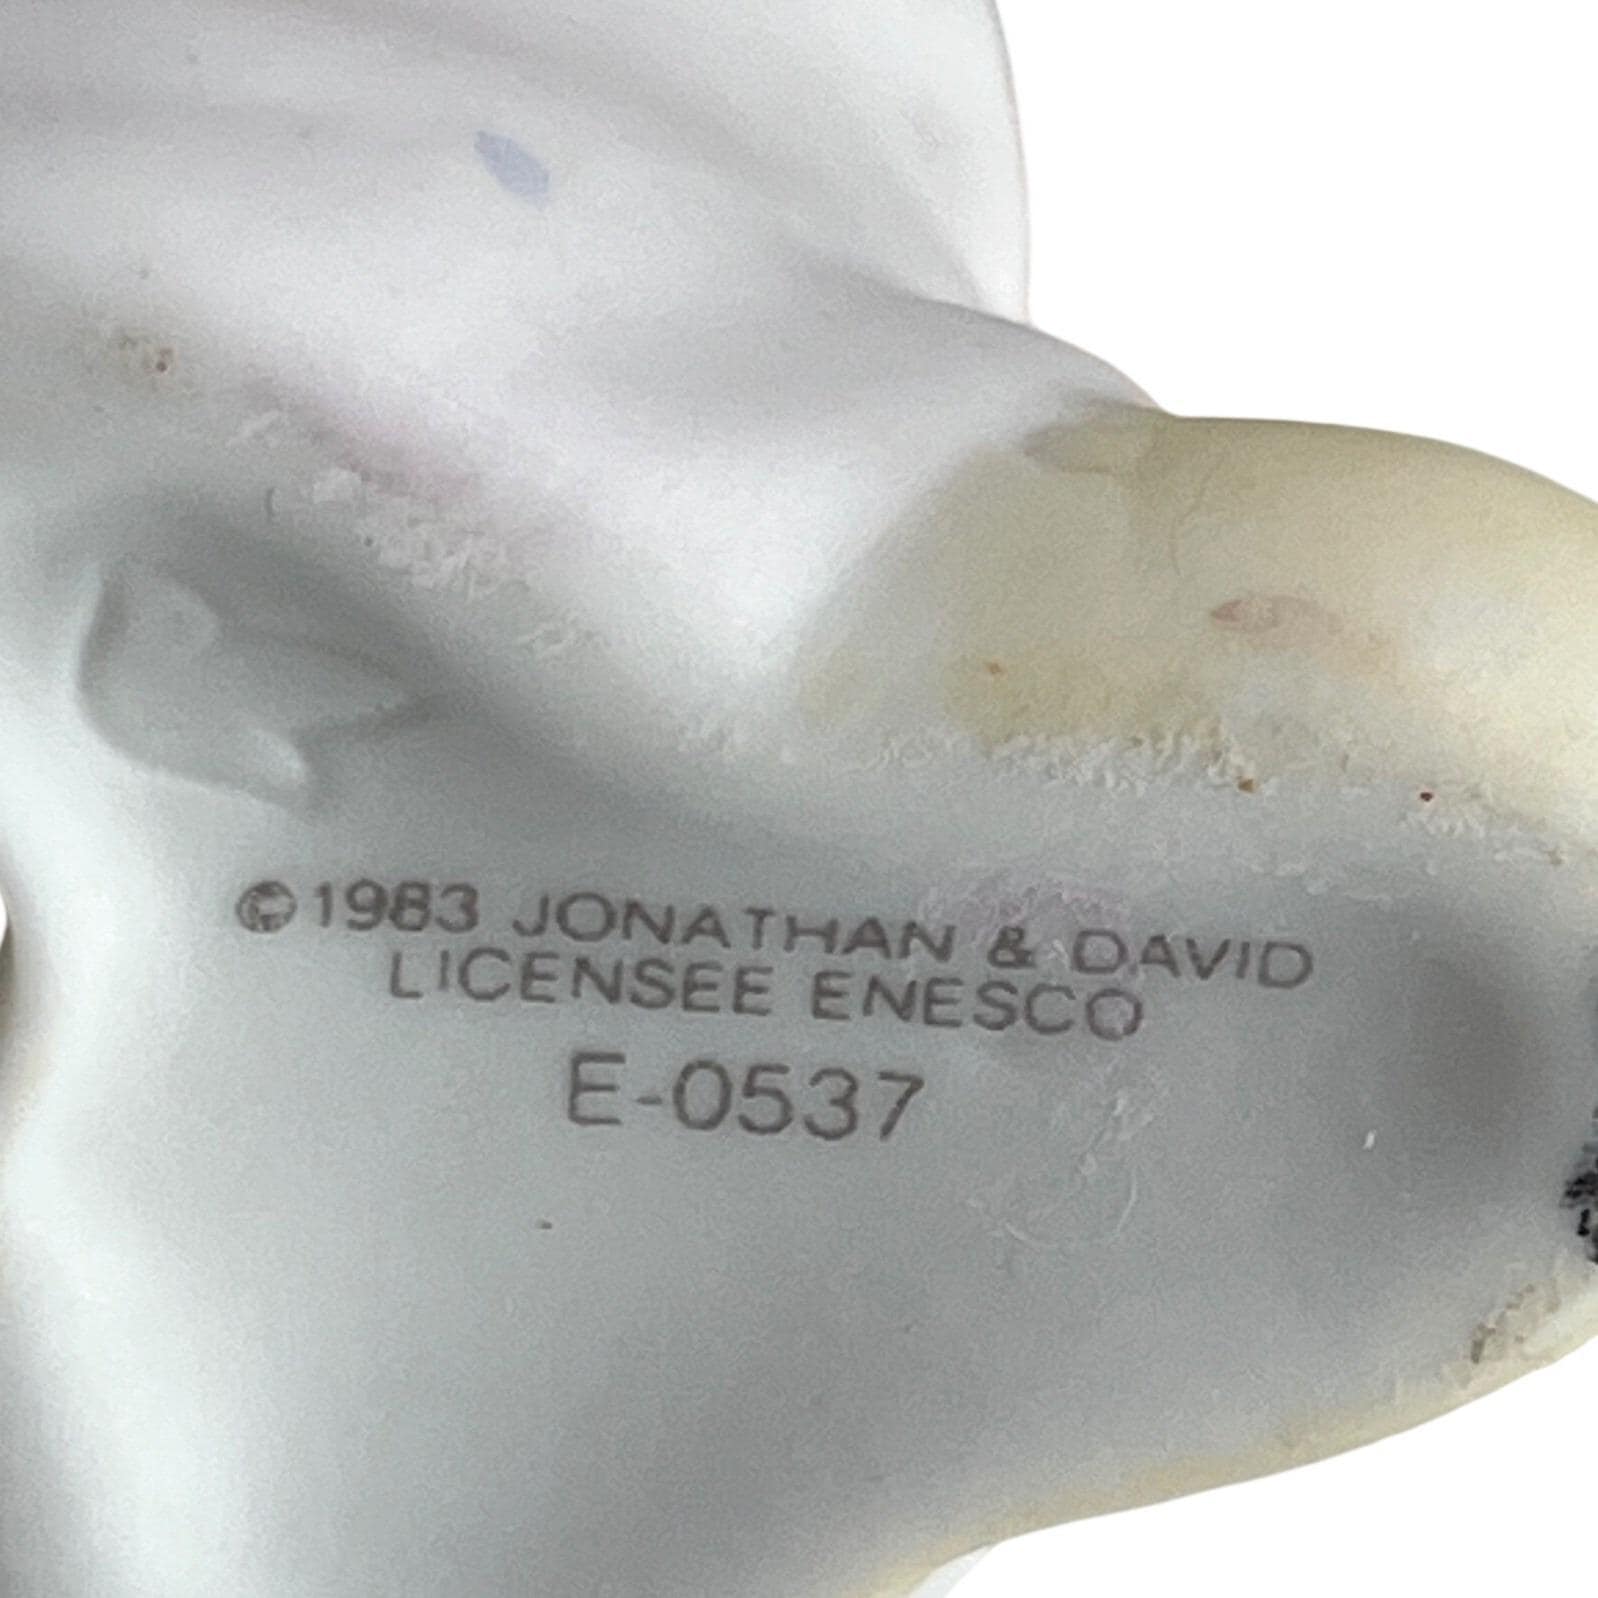 ©1983 JONATHAN & DAVID
LICENSEE ENESCO
E-0537